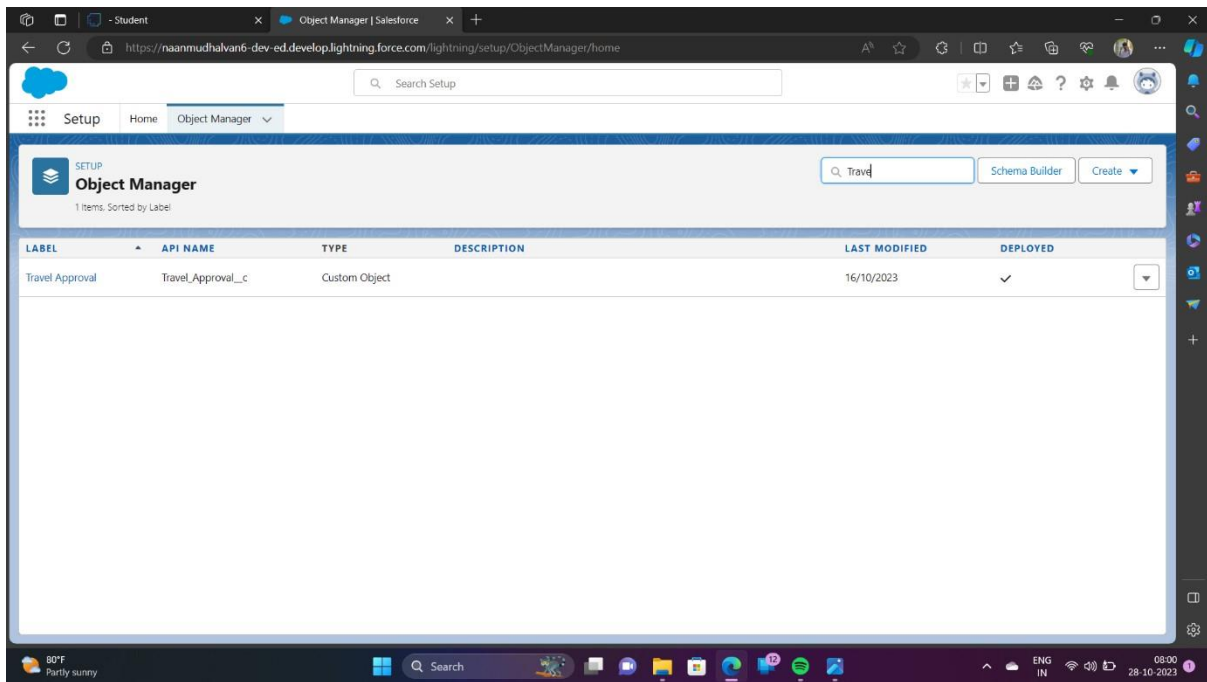 - Student
Object Manager | Salesforce
https://naanmudhalvan6-dev-ed.develop.lightning.force.com/lightning/setup/ObjectManager/home
Search Setup
Setup Home Object Manager
SETUP
Object Manager
1 Items. Sorted by Label
Trave
Schema Builder
Create
LABEL API NAME TYPE DESCRIPTION LAST MODIFIED DEPLOYED
Travel Approval Travel_Approval__c Custom Object 16/10/2023
80°F
Partly sunny
Search
12
ENG
IN
08:00
28-10-2023
1